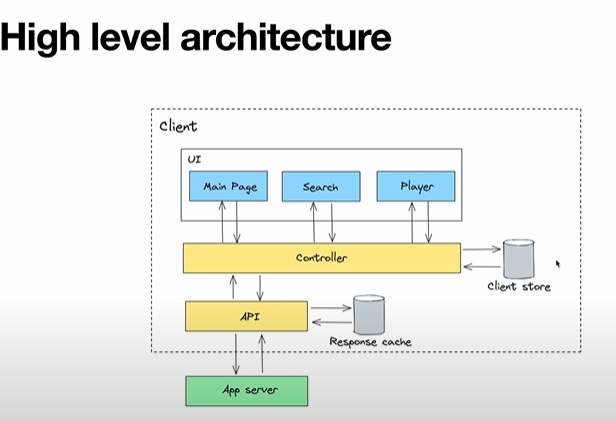 High level architecture
Client
UI
Main Page
Search
Player
Controller
Client store
API
Response cache
App server